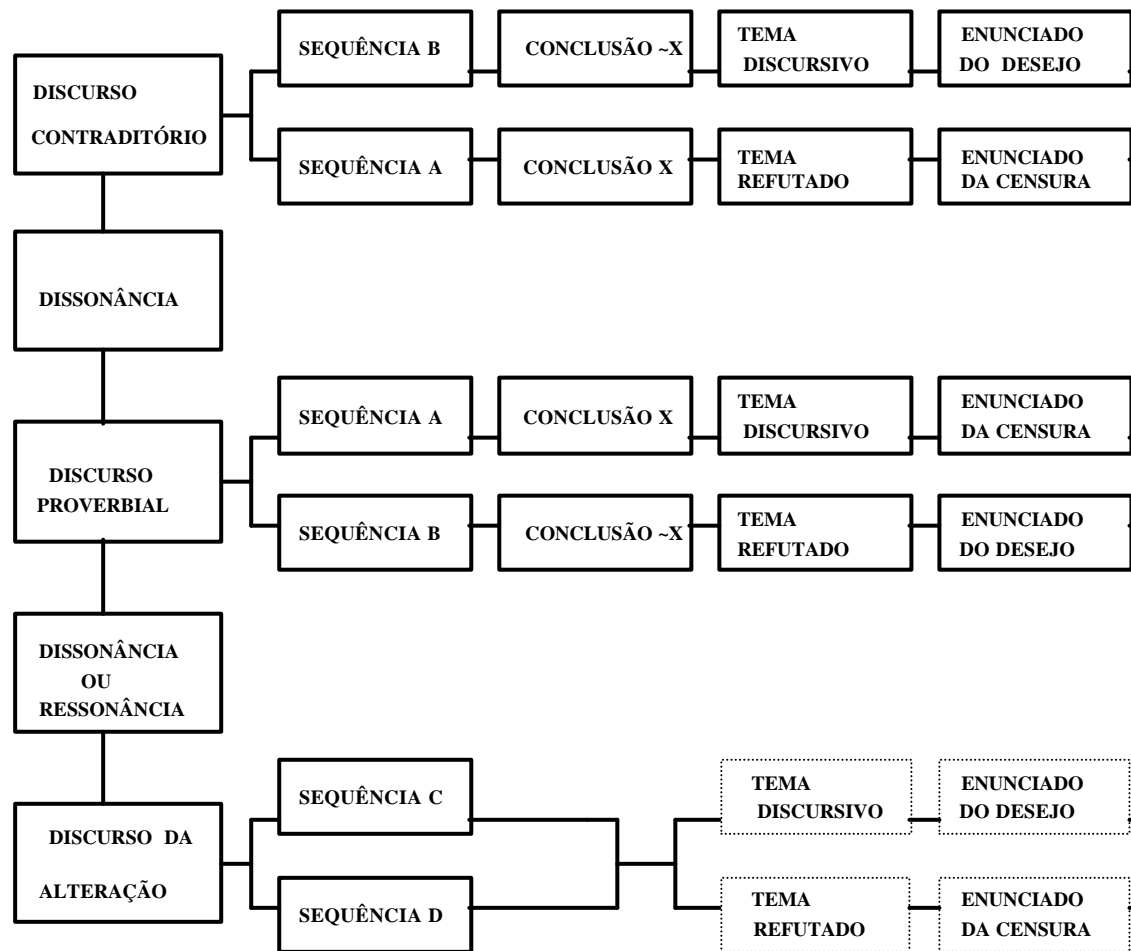 SEQUÊNCIA B
CONCLUSÃO ~X
TEMA
DISCURSIVO
ENUNCIADO
DO DESEJO
DISCURSO
CONTRADITÓRIO
SEQUÊNCIA A
CONCLUSÃO X
TEMA
REFUTADO
ENUNCIADO
DA CENSURA
DISSONÂNCIA
SEQUÊNCIA A
CONCLUSÃO X
TEMA
DISCURSIVO
ENUNCIADO
DA CENSURA
DISCURSO
PROVERBIAL
SEQUÊNCIA B
CONCLUSÃO ~X
TEMA
REFUTADO
ENUNCIADO
DO DESEJO
DISSONÂNCIA
OU
RESSONÂNCIA
SEQUÊNCIA C
TEMA
DISCURSIVO
ENUNCIADO
DO DESEJO
DISCURSO DA
ALTERAÇÃO
SEQUÊNCIA D
TEMA
REFUTADO
ENUNCIADO
DA CENSURA